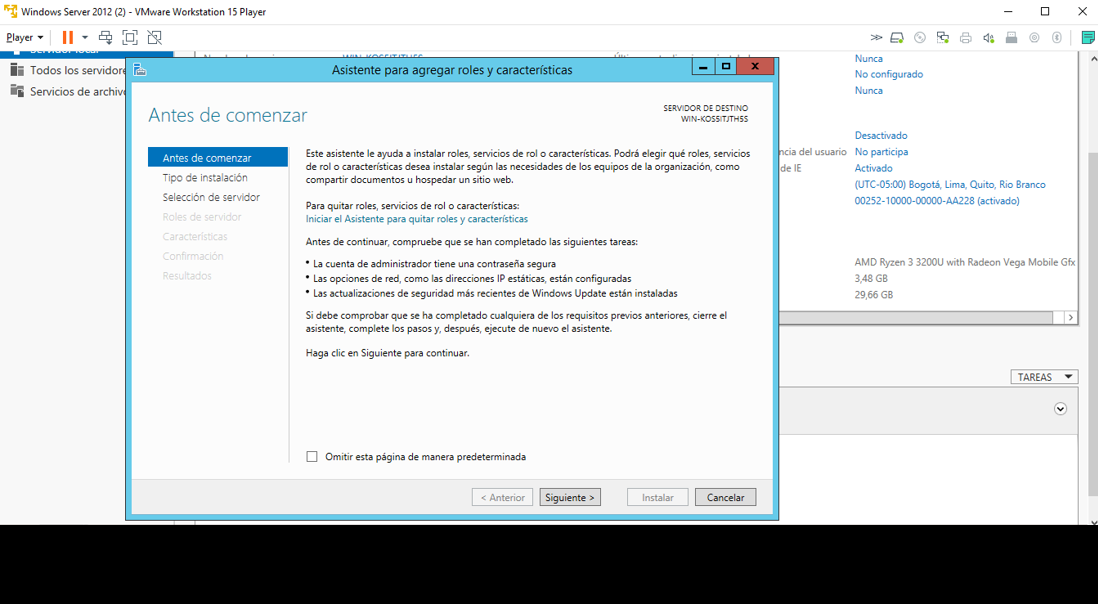 Windows Server 2012 (2) - VMware Workstation 15 Player
Player
Todos los servidore
Servicios de archivo
Asistente para agregar roles y características
X
Antes de comenzar
SERVIDOR DE DESTINO
WIN-KOS5ITJTH5S
Antes de comenzar
Tipo de instalación
Selección de servidor
Roles de servidor
Características
Confirmación
Resultados
Este asistente le ayuda a instalar roles, servicios de rol o características. Podrá elegir qué roles, servicios
de rol o características desea instalar según las necesidades de los equipos de la organización, como
compartir documentos u hospedar un sitio web.
Para quitar roles, servicios de rol o características:
Iniciar el Asistente para quitar roles y características
Antes de continuar, compruebe que se han completado las siguientes tareas:
• La cuenta de administrador tiene una contraseña segura
• Las opciones de red, como las direcciones IP estáticas, están configuradas
• Las actualizaciones de seguridad más recientes de Windows Update están instaladas
Si debe comprobar que se ha completado cualquiera de los requisitos previos anteriores, cierre el
asistente, complete los pasos y, después, ejecute de nuevo el asistente.
Haga clic en Siguiente para continuar.
Omitir esta página de manera predeterminada
< Anterior
Siguiente >
Instalar
Cancelar
Nunca
No configurado
Nunca
Desactivado
ncia del usuario No participa
de IE Activado
(UTC-05:00) Bogotá, Lima, Quito, Rio Branco
00252-10000-00000-AA228 (activado)
AMD Ryzen 3 3200U with Radeon Vega Mobile Gfx
3,48 GB
29,66 GB
TAREAS